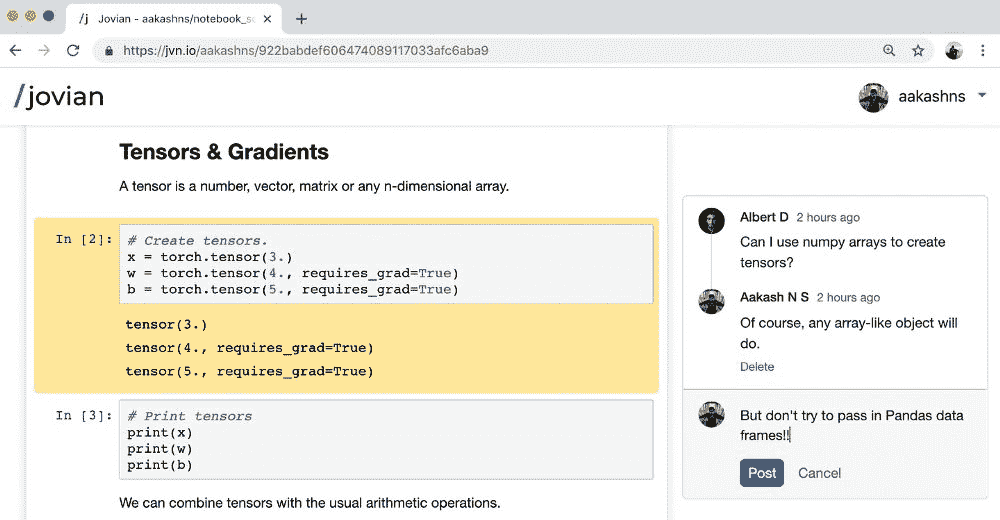 /j Jovian - aakashns/notebook_s
https://jvn.io/aakashns/922babdef606474089117033afc6aba9
/jovian
aakashns
Tensors & Gradients
A tensor is a number, vector, matrix or any n-dimensional array.
In [2]:
# Create tensors.
x = torch.tensor(3.)
w = torch.tensor(4., requires_grad=True)
b = torch.tensor(5., requires_grad=True)
tensor(3.)
tensor(4., requires_grad=True)
tensor(5., requires_grad=True)
In [3]:
# Print tensors
print(x)
print(w)
print(b)
We can combine tensors with the usual arithmetic operations.
Albert D 2 hours ago
Can I use numpy arrays to create
tensors?
Aakash N S 2 hours ago
Of course, any array-like object will
do.
Delete
But don't try to pass in Pandas data
frames!!
Post Cancel